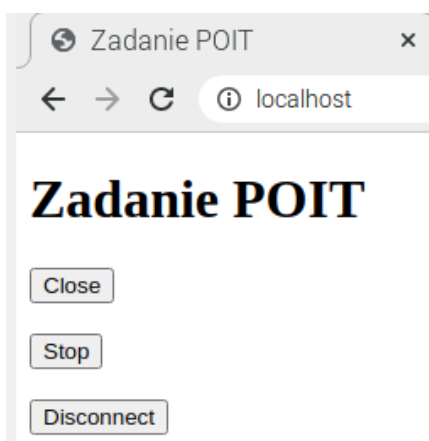 Zadanie POIT
localhost
Zadanie POIT
Close
Stop
Disconnect